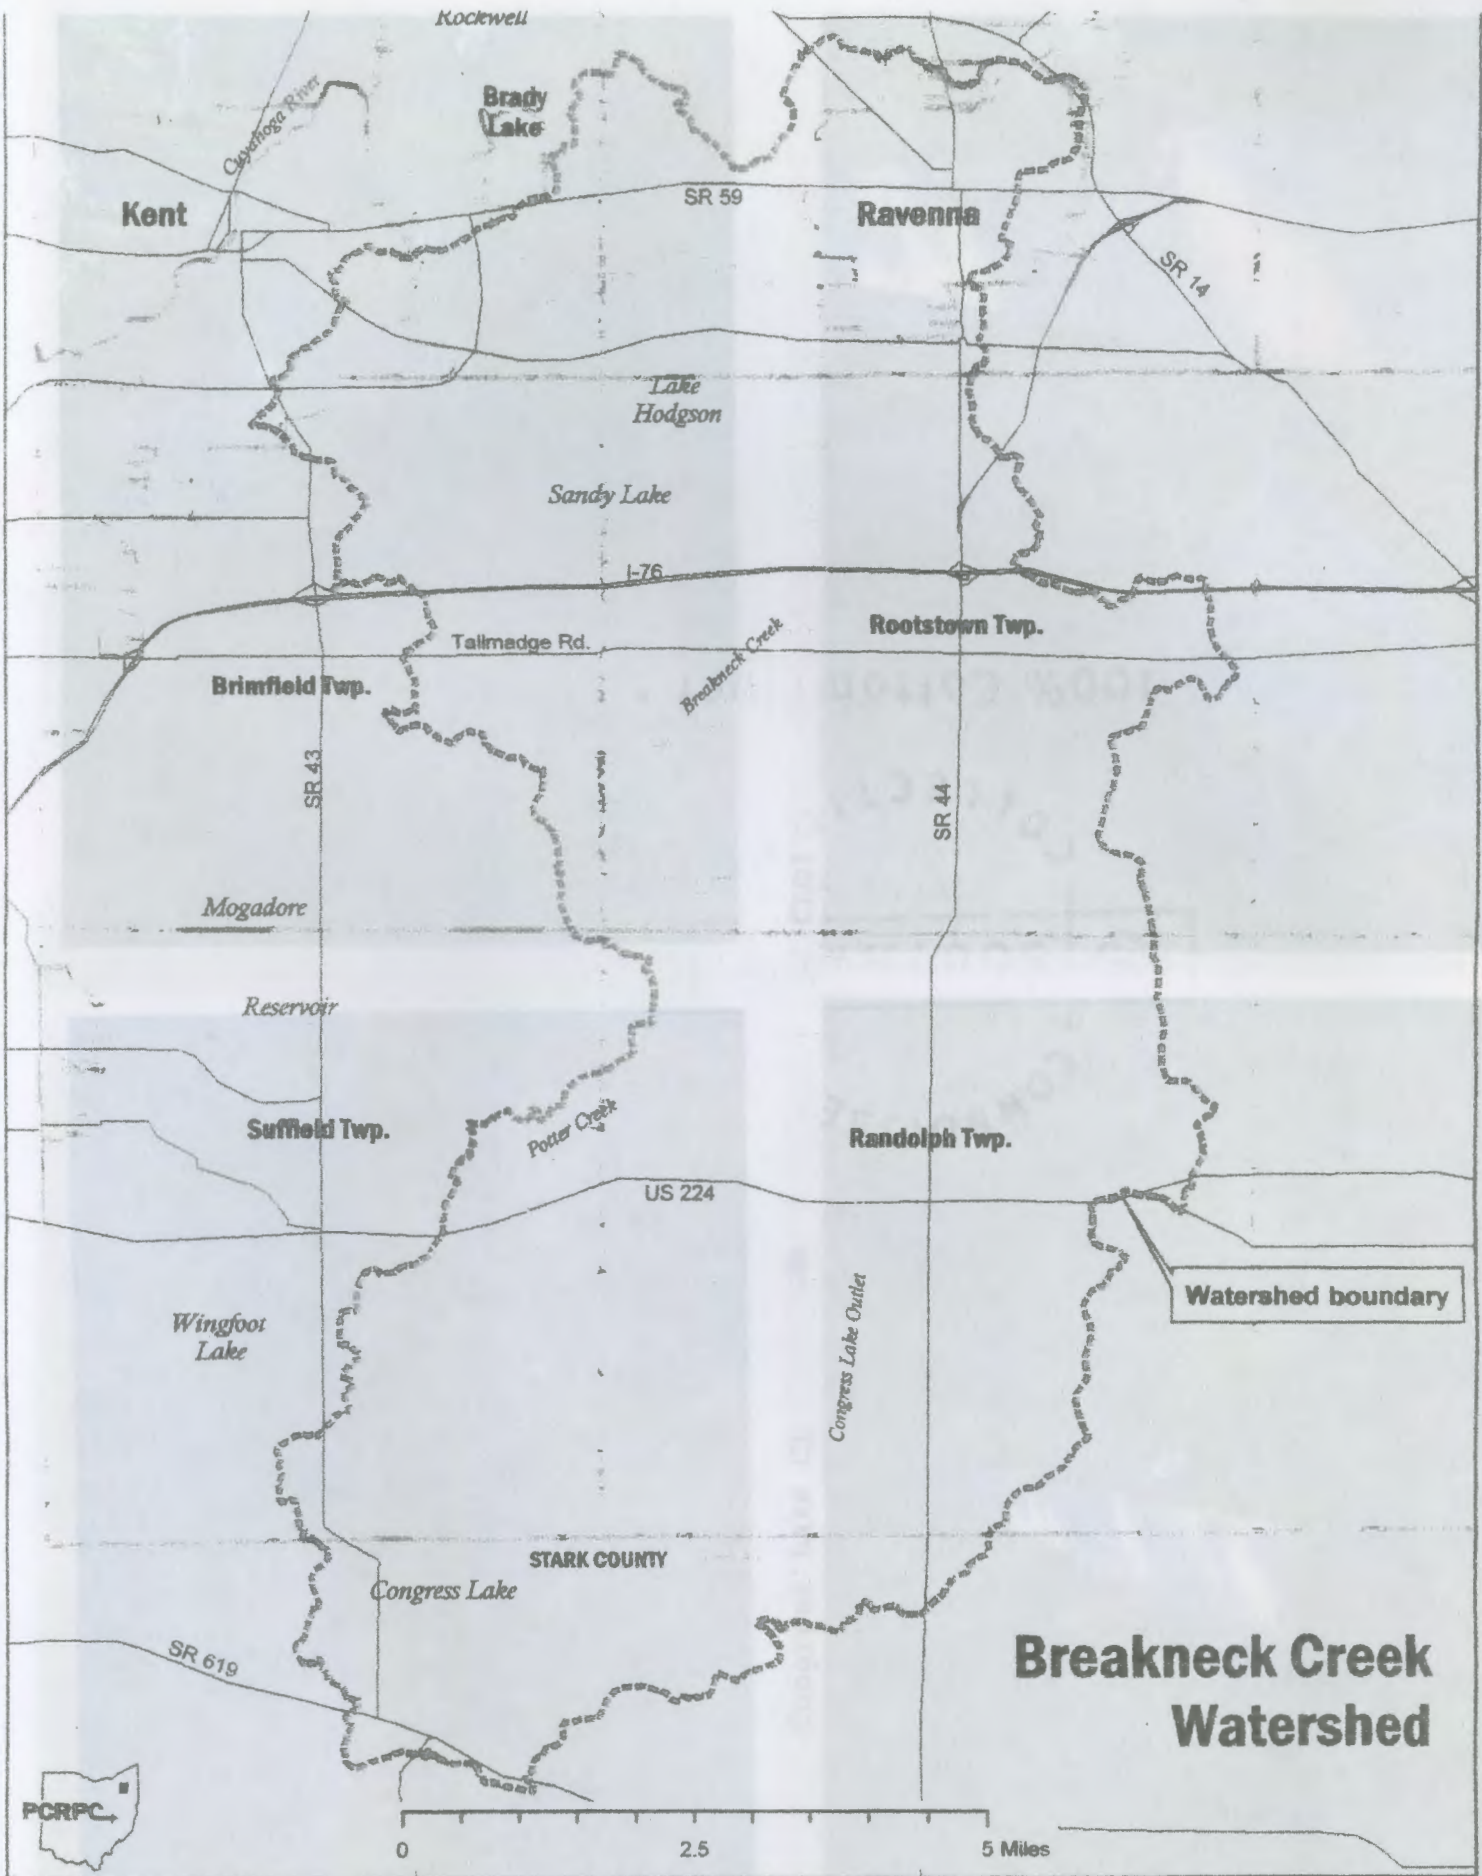 Rockwell
Cuyahoga River
Brady
Lake
Kent
SR 59
Ravenna
SR 14
Lake
Hodgson
Sandy Lake
I-76
Rootstown Twp.
Tallmadge Rd.
Breakneck Creek
Brimfield Twp.
SR 43
SR 44
Mogadore
Reservoir
Suffield Twp.
Potter Creek
Randolph Twp.
US 224
Watershed boundary
Wingfoot
Lake
Congress Lake Outlet
STARK COUNTY
Congress Lake
SR 619
Breakneck Creek
Watershed
PCRPC
0 2.5 5 Miles